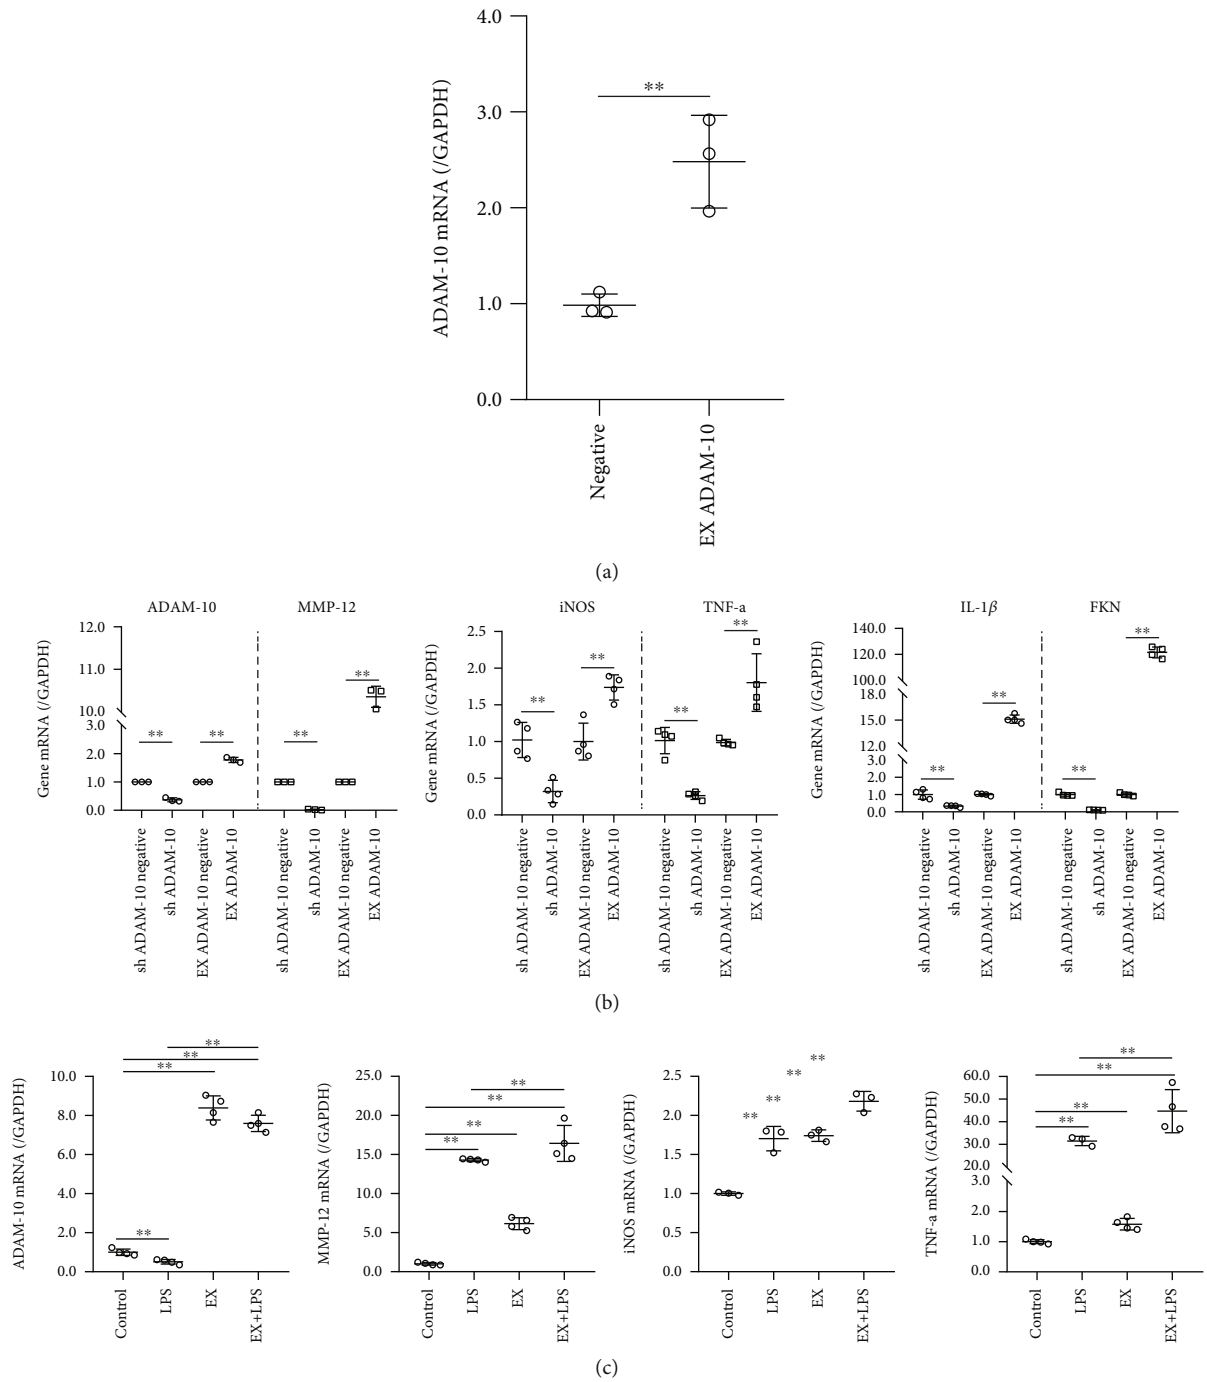 4.0
3.0
2.0
1.0
0.0
ADAM-10 mRNA (/GAPDH)
**
Negative
EX ADAM-10
(a)
ADAM-10
MMP-12
12.0
11.0
10.0
3.0
2.0
1.0
0.0
Gene mRNA (/GAPDH)
**
**
**
**
sh ADAM-10 negative
sh ADAM-10
EX ADAM-10 negative
EX ADAM-10
sh ADAM-10 negative
sh ADAM-10
EX ADAM-10 negative
EX ADAM-10
iNOS
TNF-a
2.5
2.0
1.5
1.0
0.5
0.0
Gene mRNA (/GAPDH)
**
**
**
**
sh ADAM-10 negative
sh ADAM-10
EX ADAM-10 negative
EX ADAM-10
sh ADAM-10 negative
sh ADAM-10
EX ADAM-10 negative
EX ADAM-10
IL-1β
FKN
140.0
120.0
100.0
18.0
15.0
12.0
3.0
2.0
1.0
0.0
Gene mRNA (/GAPDH)
**
**
**
**
sh ADAM-10 negative
sh ADAM-10
EX ADAM-10 negative
EX ADAM-10
sh ADAM-10 negative
sh ADAM-10
EX ADAM-10 negative
EX ADAM-10
(b)
10.0
8.0
6.0
4.0
2.0
0.0
ADAM-10 mRNA (/GAPDH)
**
**
**
**
Control
LPS
EX
EX+LPS
25.0
20.0
15.0
10.0
5.0
0.0
MMP-12 mRNA (/GAPDH)
**
**
**
**
Control
LPS
EX
EX+LPS
2.5
2.0
1.5
1.0
0.5
0.0
iNOS mRNA (/GAPDH)
**
**
**
**
Control
LPS
EX
EX+LPS
60.0
50.0
40.0
30.0
20.0
3.0
2.0
1.0
0.0
TNF-a mRNA (/GAPDH)
**
**
**
**
Control
LPS
EX
EX+LPS
(c)